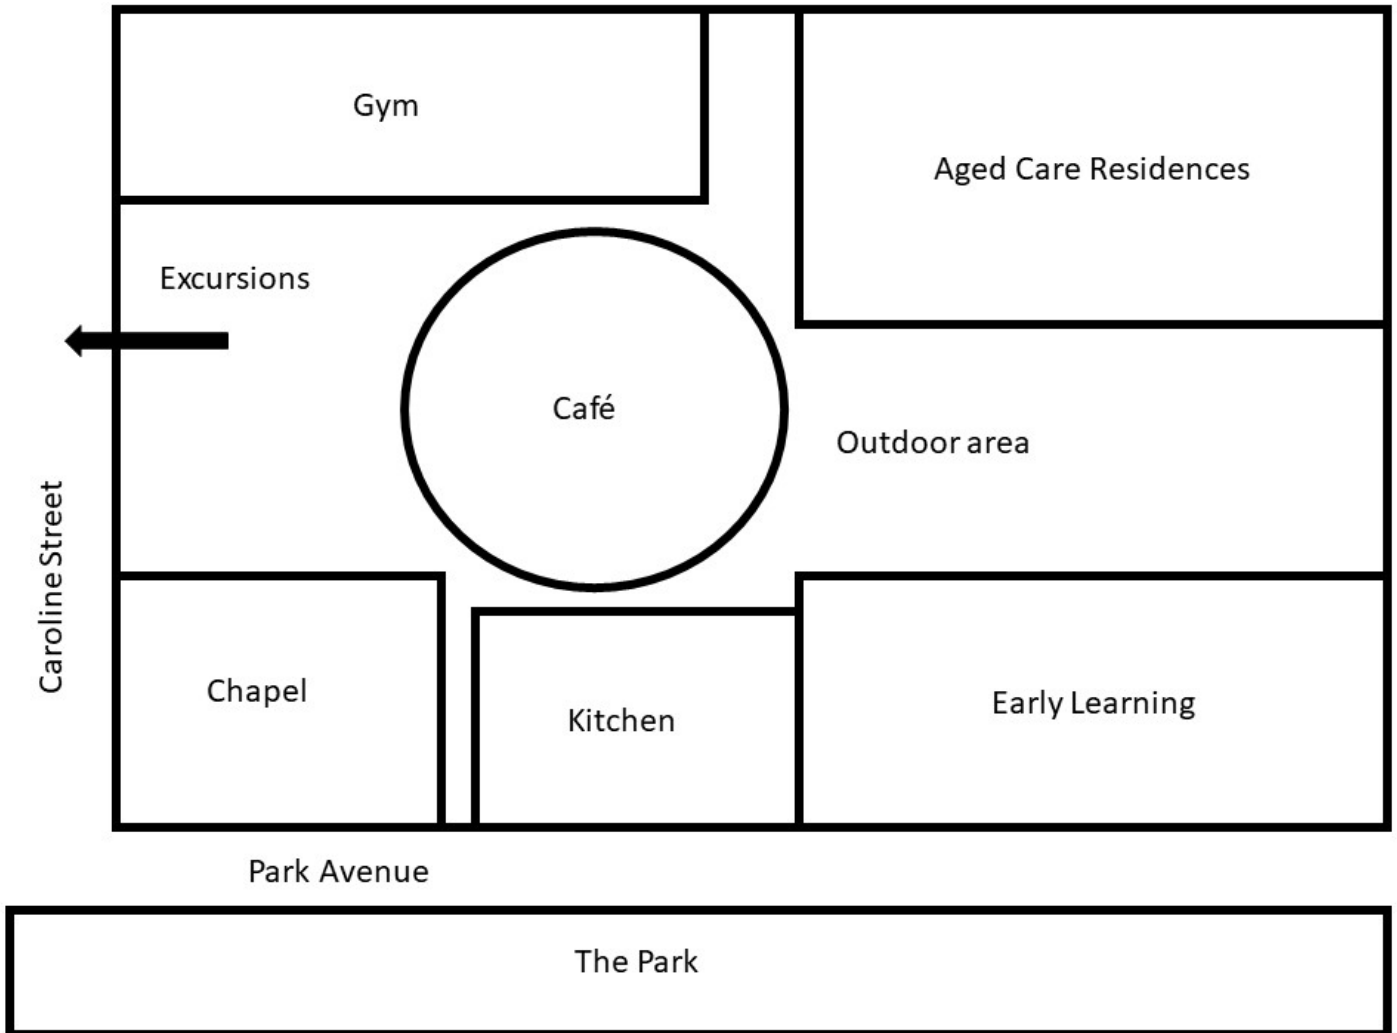 Gym
Aged Care Residences
Excursions
Café
Outdoor area
Caroline Street
Chapel
Kitchen
Early Learning
Park Avenue
The Park